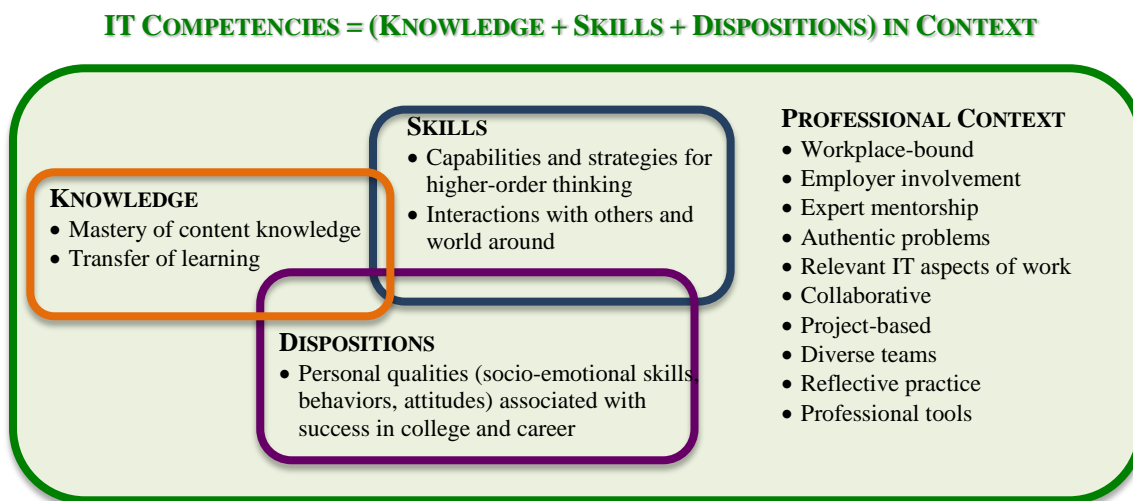 IT COMPETENCIES = (KNOWLEDGE + SKILLS + DISPOSITIONS) IN CONTEXT
SKILLS
• Capabilities and strategies for
higher-order thinking
• Interactions with others and
world around
KNOWLEDGE
• Mastery of content knowledge
• Transfer of learning
DISPOSITIONS
• Personal qualities (socio-emotional skills,
behaviors, attitudes) associated with
success in college and career
PROFESSIONAL CONTEXT
• Workplace-bound
• Employer involvement
• Expert mentorship
• Authentic problems
• Relevant IT aspects of work
• Collaborative
• Project-based
• Diverse teams
• Reflective practice
• Professional tools